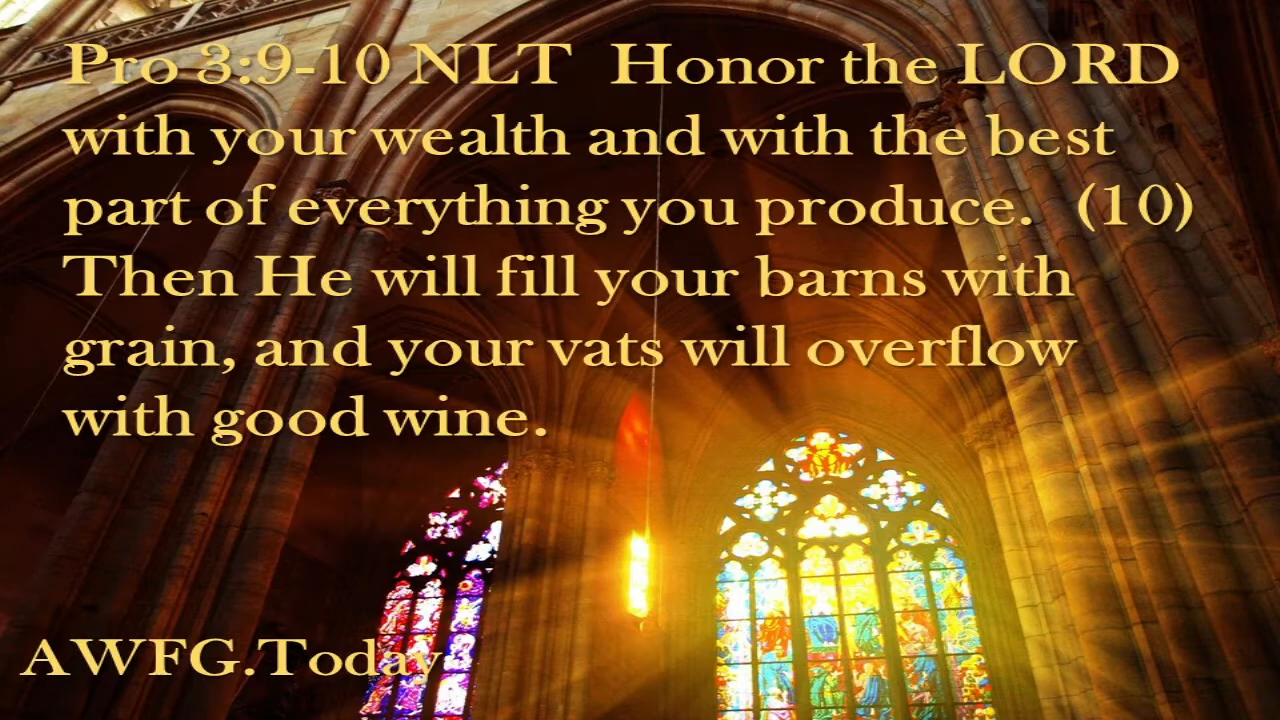 Pro 3:9-10 NLT Honor the LORD
with your wealth and with the best
part of everything you produce. (10)
Then He will fill your barns with
grain, and your vats will overflow
with good wine.
AWFG.Today